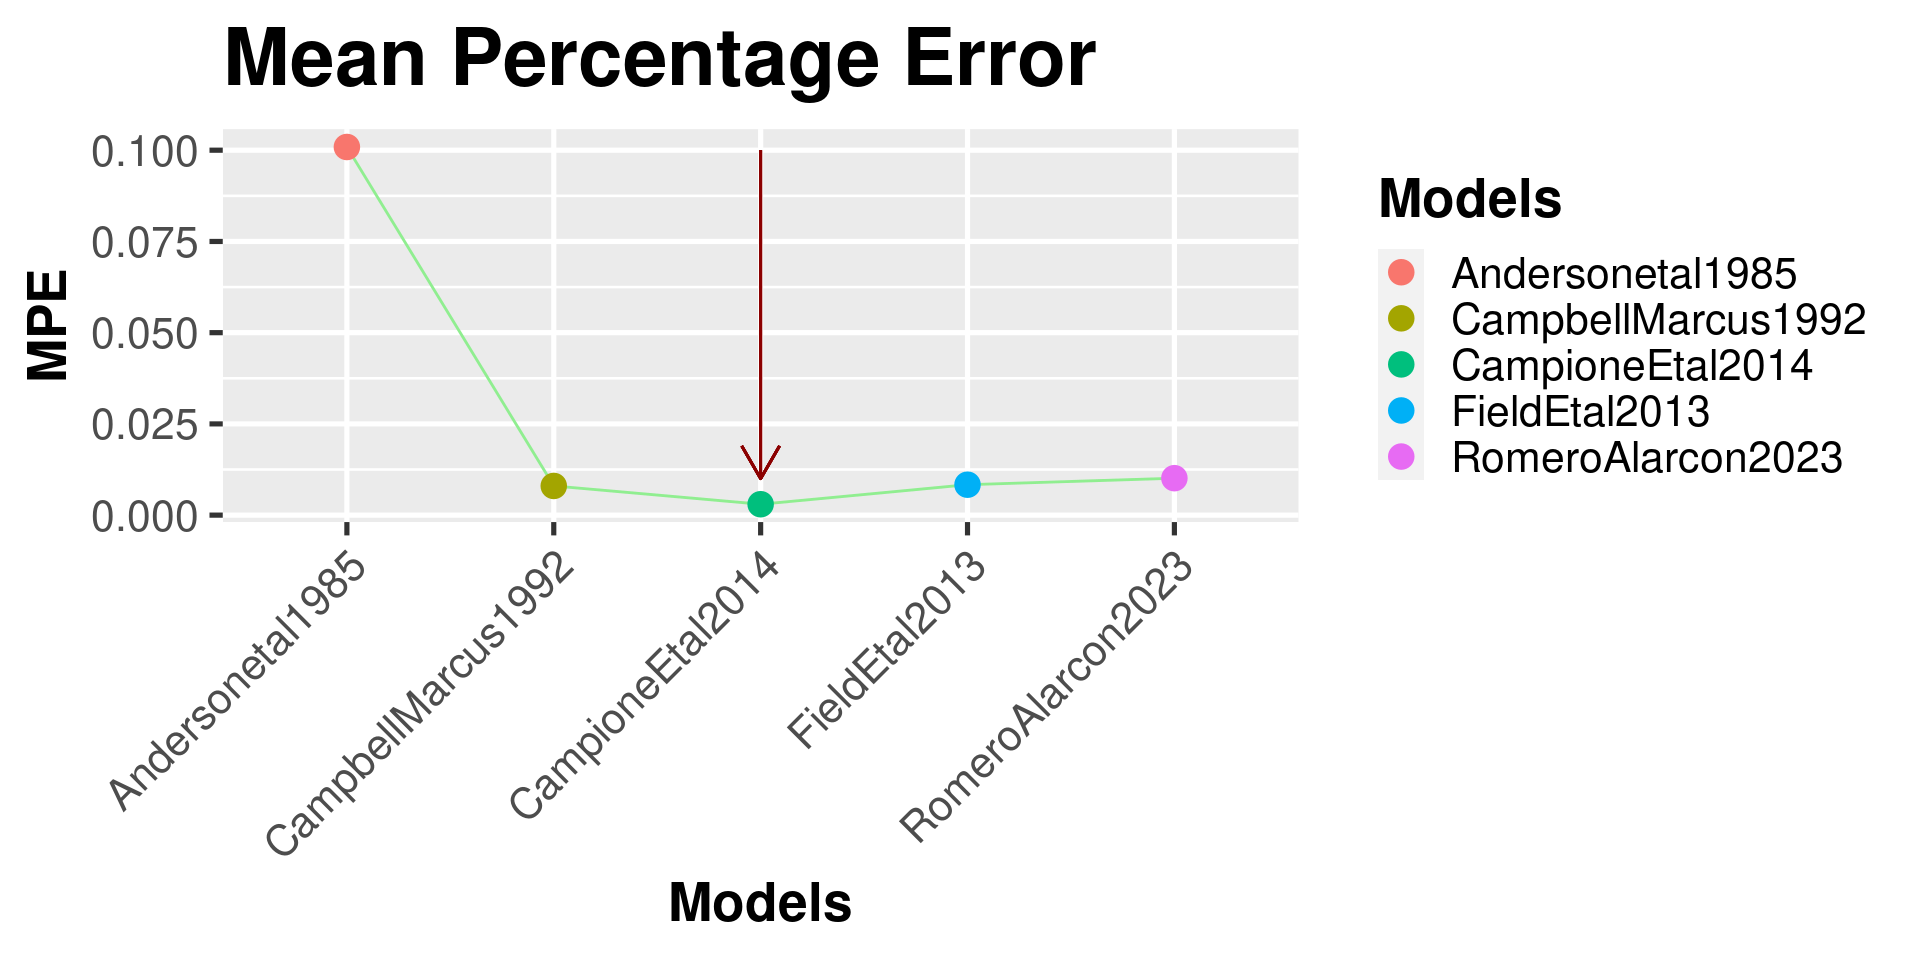 Mean Percentage Error
MPE
0.100
0.075
0.050
0.025
0.000
Andersonetal1985
CampbellMarcus1992
CampioneEtal2014
FieldEtal2013
RomeroAlarcon2023
Models
Models
Andersonetal1985
CampbellMarcus1992
CampioneEtal2014
FieldEtal2013
RomeroAlarcon2023